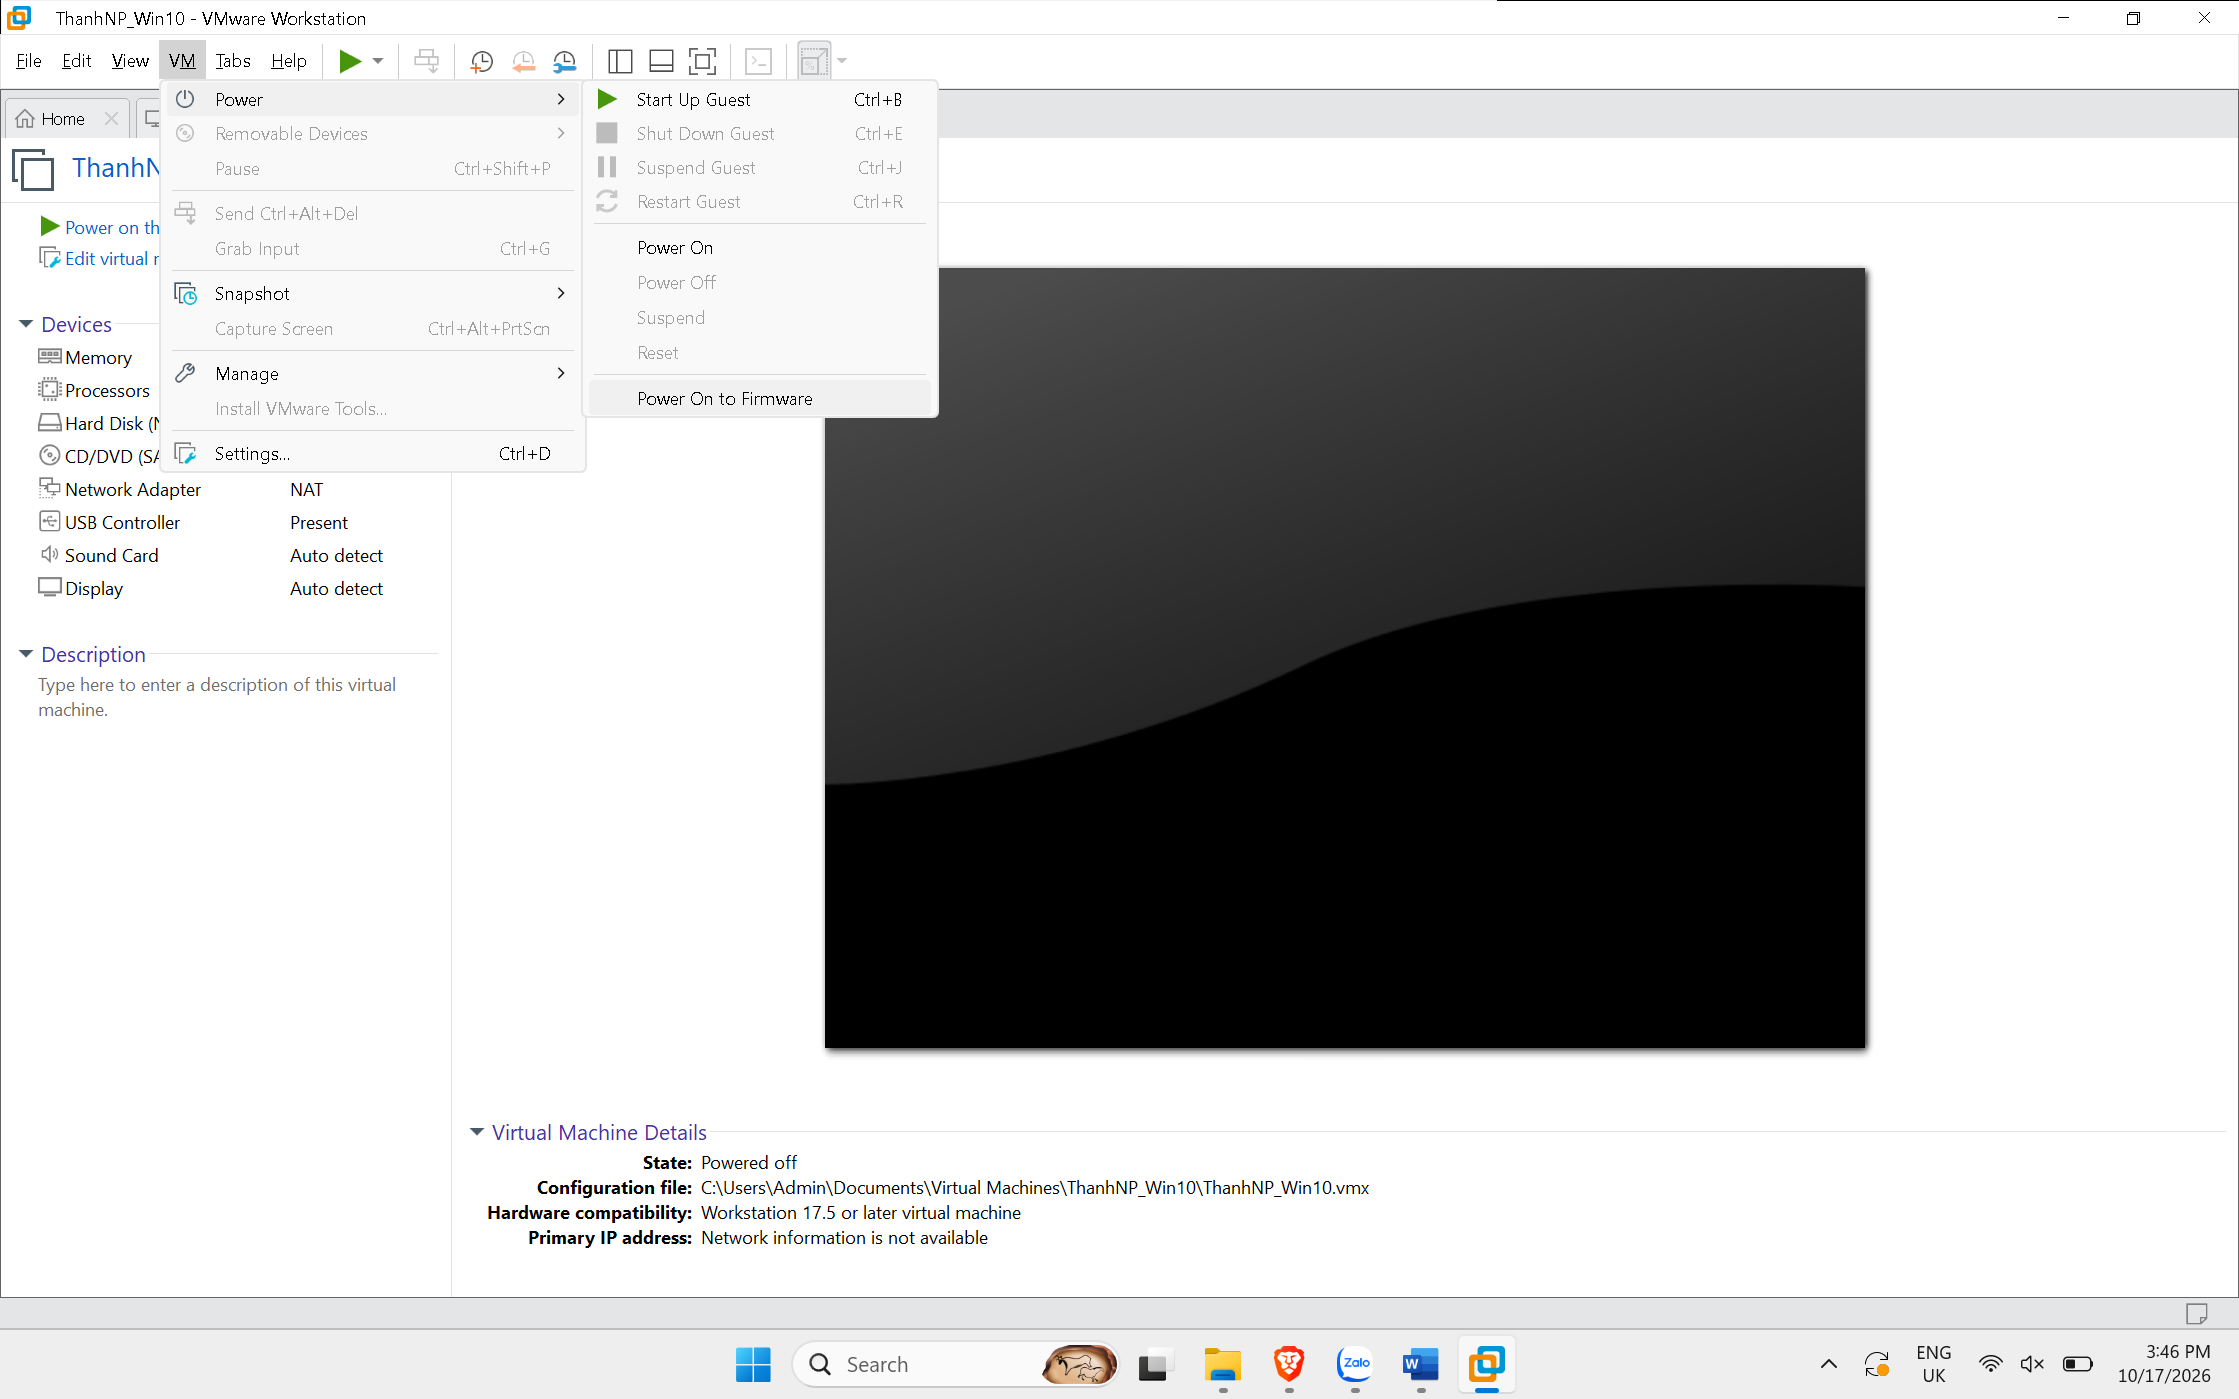 ThanhNP_Win10 - VMware Workstation
File Edit View VM Tabs Help
Home
ThanhN
Power on th
Edit virtual
Devices
Memory
Processors
Hard Disk
CD/DVD
Network Adapter NAT
USB Controller Present
Sound Card Auto detect
Display Auto detect
Description
Type here to enter a description of this virtual
machine.
Power
Removable Devices
Pause Ctrl+Shift+P
Send Ctrl+Alt+Del
Grab Input Ctrl+G
Snapshot
Capture Screen Ctrl+Alt+PrtScn
Manage
Install VMware Tools...
Settings... Ctrl+D
Start Up Guest Ctrl+B
Shut Down Guest Ctrl+E
Suspend Guest Ctrl+J
Restart Guest Ctrl+R
Power On
Power Off
Suspend
Reset
Power On to Firmware
Virtual Machine Details
State: Powered off
Configuration file: C:\Users\Admin\Documents\Virtual Machines\ThanhNP_Win10\ThanhNP_Win10.vmx
Hardware compatibility: Workstation 17.5 or later virtual machine
Primary IP address: Network information is not available
Search
Zalo
W
ENG
UK
3:46 PM
10/17/2026